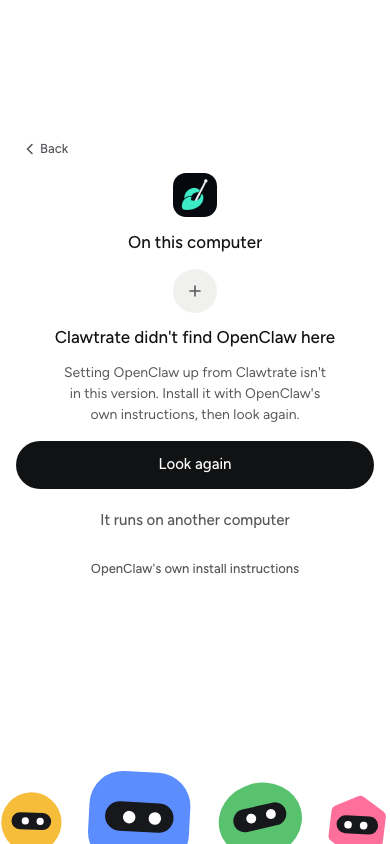 Back
On this computer
Clawtrate didn't find OpenClaw here
Setting OpenClaw up from Clawtrate isn't
in this version. Install it with OpenClaw's
own instructions, then look again.
Look again
It runs on another computer
OpenClaw's own install instructions